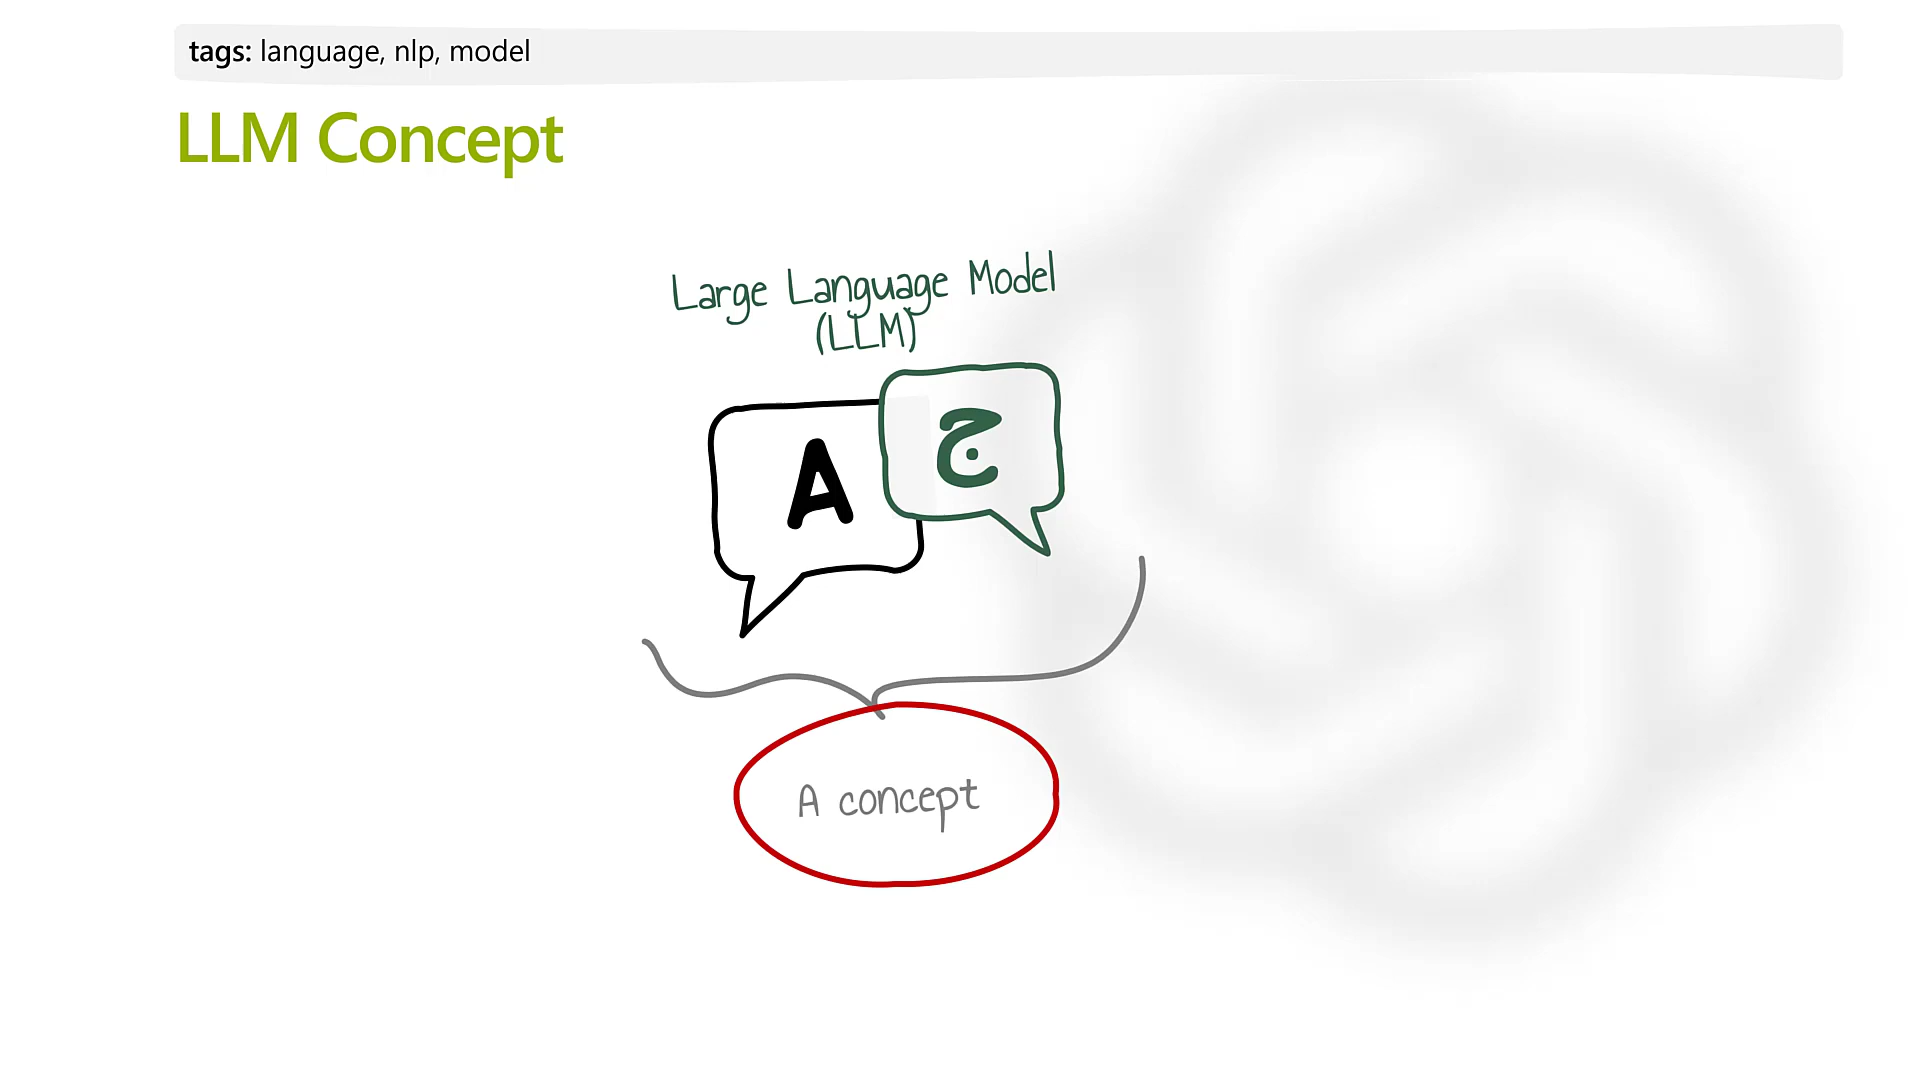 tags: language, nlp, model
LLM Concept
Large Language Model
(LLM)
A
ج
A concept